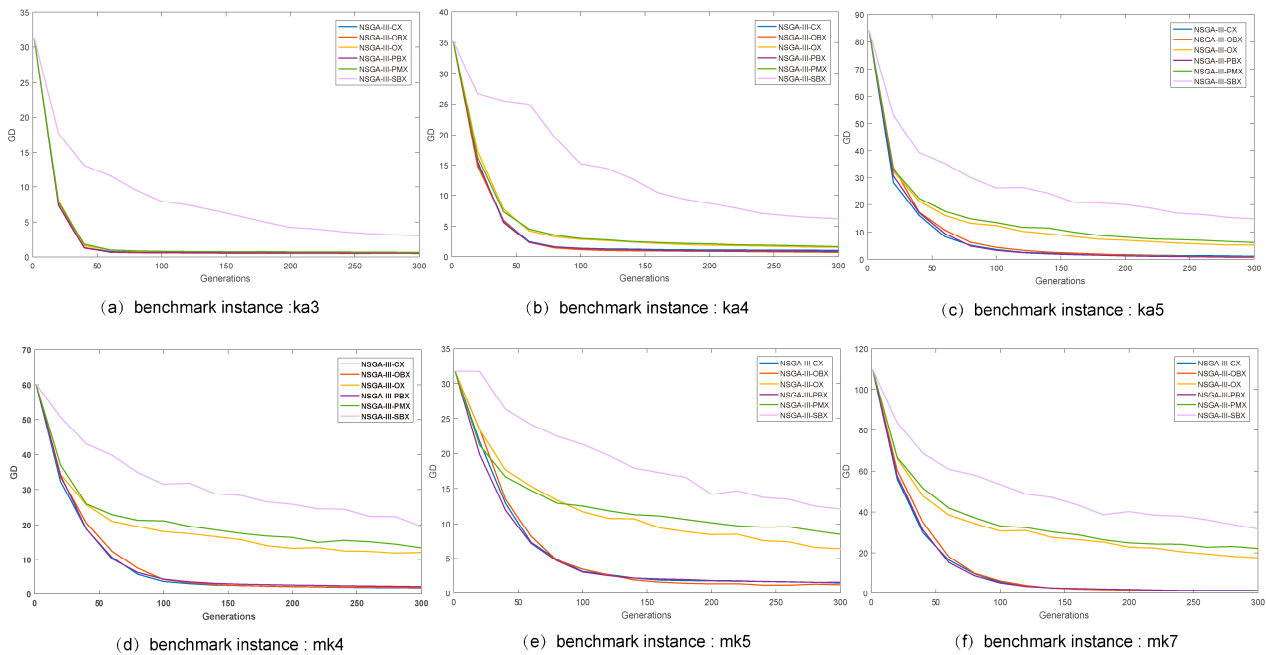 35
30
25
20
15
10
5
0
GD
0 50 100 150 200 250 300
Generations
NSGA-III-CX
NSGA-III-OBX
NSGA-III-OX
NSGA-III-PBX
NSGA-III-PMX
NSGA-III-SBX
(a) benchmark instance :ka3
40
35
30
25
20
15
10
5
0
GD
0 50 100 150 200 250 300
Generations
NSGA-III-CX
NSGA-III-OBX
NSGA-III-OX
NSGA-III-PBX
NSGA-III-PMX
NSGA-III-SBX
(b) benchmark instance : ka4
90
80
70
60
50
40
30
20
10
0
GD
0 50 100 150 200 250 300
Generations
NSGA-III-CX
NSGA-III-OBX
NSGA-III-OX
NSGA-III-PBX
NSGA-III-PMX
NSGA-III-SBX
(c) benchmark instance : ka5
70
60
50
40
30
20
10
0
GD
0 50 100 150 200 250 300
Generations
NSGA-III-CX
NSGA-III-OBX
NSGA-III-OX
NSGA-III-PBX
NSGA-III-PMX
NSGA-III-SBX
(d) benchmark instance : mk4
35
30
25
20
15
10
5
0
GD
0 50 100 150 200 250 300
Generations
NSGA-III-CX
NSGA-III-OBX
NSGA-III-OX
NSGA-III-PBX
NSGA-III-PMX
NSGA-III-SBX
(e) benchmark instance : mk5
120
100
80
60
40
20
0
GD
0 50 100 150 200 250 300
Generations
NSGA-III-CX
NSGA-III-OBX
NSGA-III-OX
NSGA-III-PBX
NSGA-III-PMX
NSGA-III-SBX
(f) benchmark instance : mk7